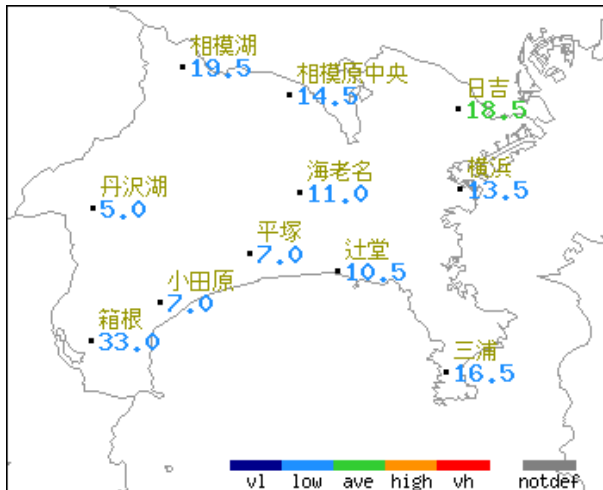 相模湖
19.5
相模原中央
14.5
日吉
18.5
海老名
11.0
横浜
13.5
丹沢湖
5.0
平塚
7.0
辻堂
10.5
小田原
7.0
箱根
33.0
三浦
16.5
vl low ave high vh notdef